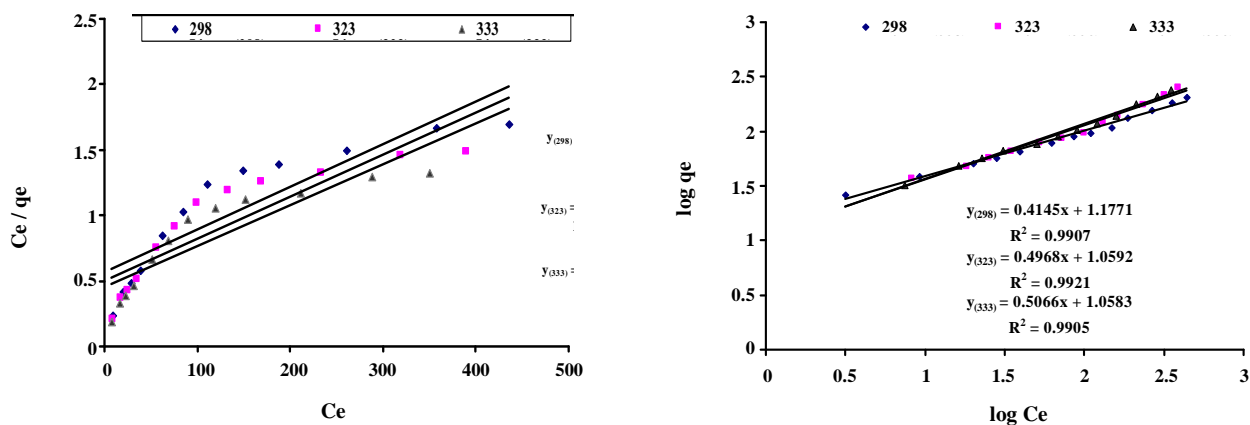 298 323 333
2.5
2
1.5
1
0.5
0
0 100 200 300 400 500
Ce / qe
Ce
y(298)
y(323) =
y(333) =
298 323 333
3
2.5
2
1.5
1
0.5
0
0 0.5 1 1.5 2 2.5 3
log qe
log Ce
y(298) = 0.4145x + 1.1771
R² = 0.9907
y(323) = 0.4968x + 1.0592
R² = 0.9921
y(333) = 0.5066x + 1.0583
R² = 0.9905